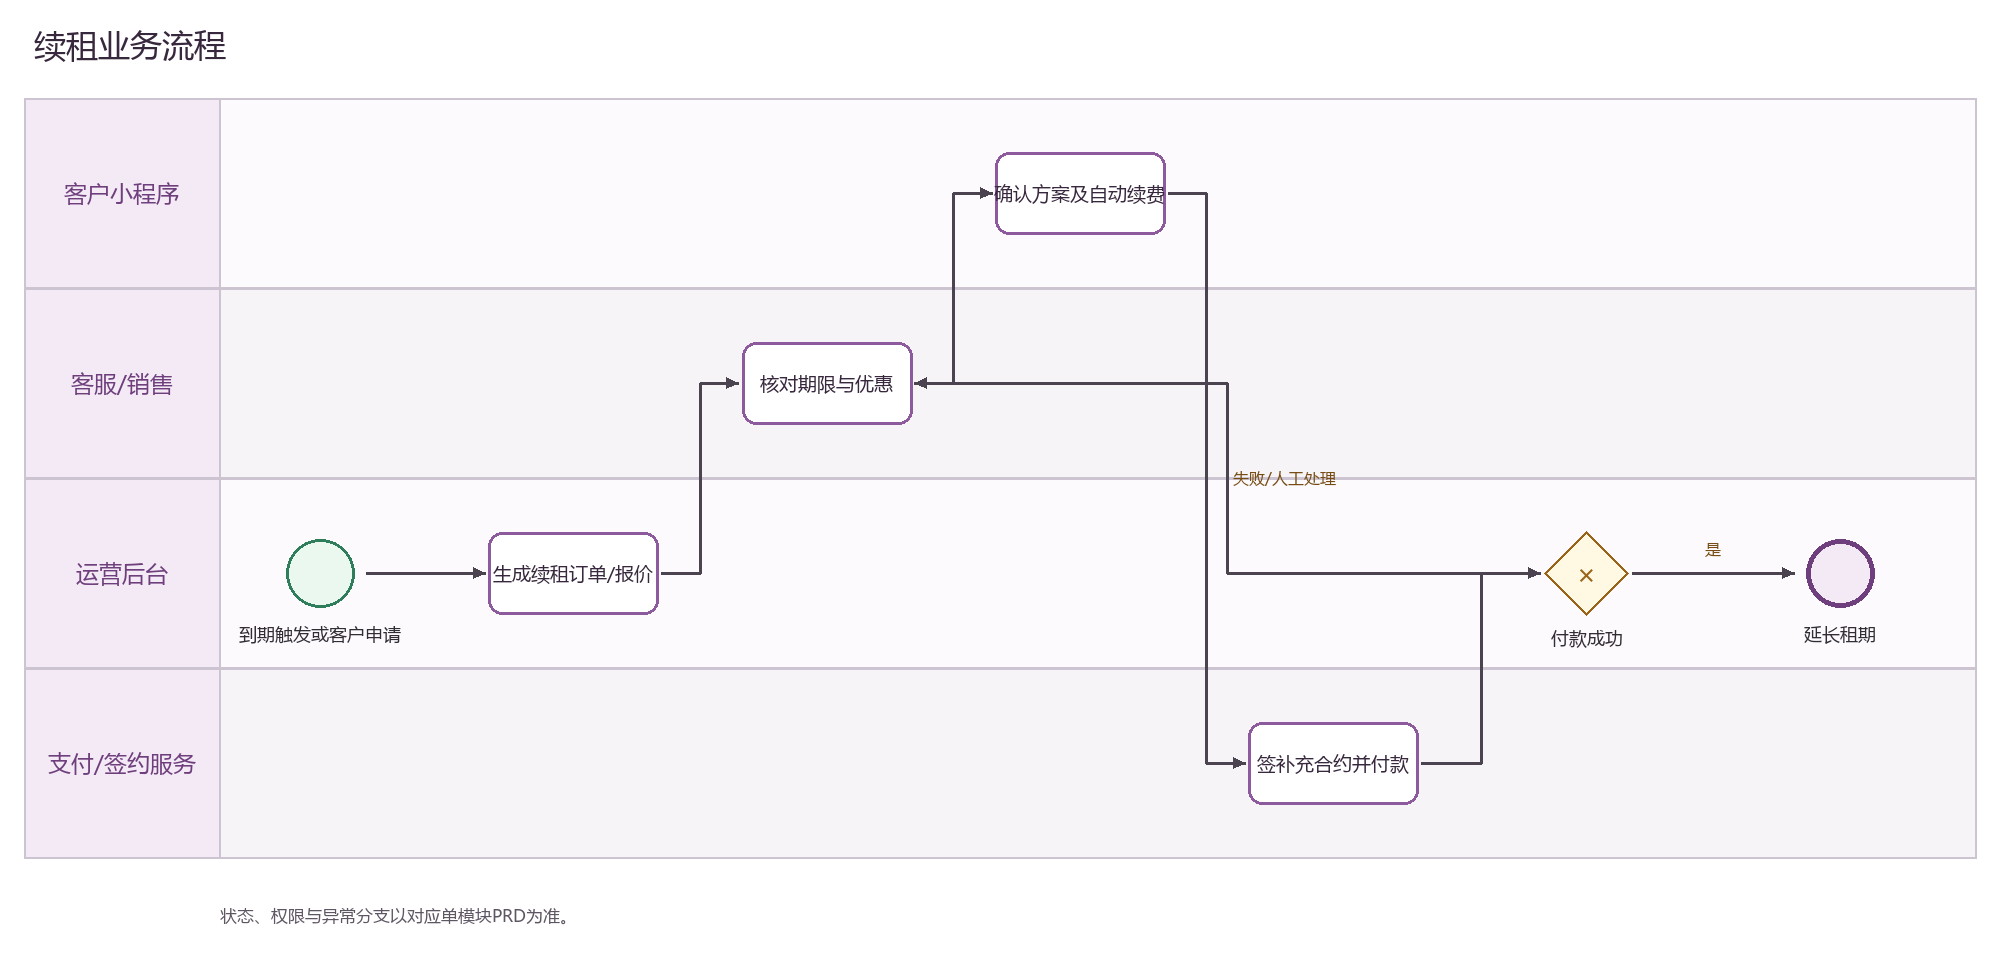 续租业务流程
客户小程序
确认方案及自动续费
客服/销售
核对期限与优惠
失败/人工处理
运营后台
生成续租订单/报价
是
×
到期触发或客户申请
付款成功
延长租期
支付/签约服务
签补充合约并付款
状态、权限与异常分支以对应单模块PRD为准。